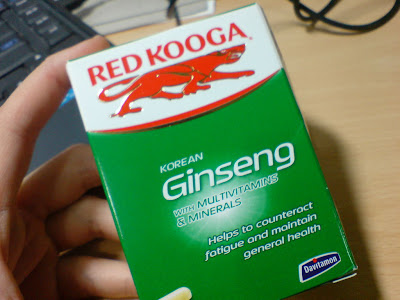 RED KOOGA
KOREAN
Ginseng
WITH MULTIVITAMINS
& MINERALS
Helps to counteract
fatigue and maintain
general health
Davitamon